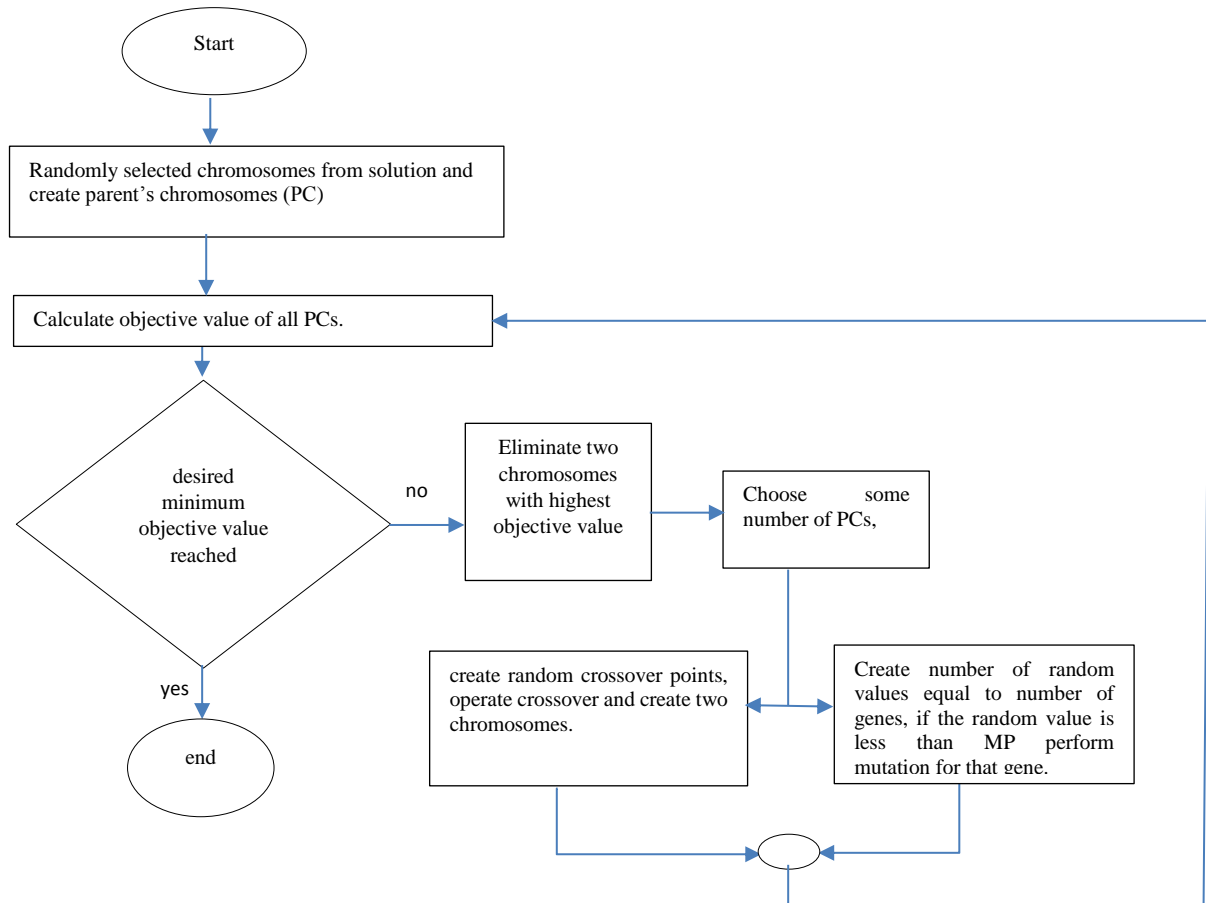 Start
Randomly selected chromosomes from solution and
create parent’s chromosomes (PC)
Calculate objective value of all PCs.
desired
minimum
objective value
reached
no
Eliminate two
chromosomes
with highest
objective value
Choose some
number of PCs,
create random crossover points,
operate crossover and create two
chromosomes.
Create number of random
values equal to number of
genes, if the random value is
less than MP perform
mutation for that gene.
yes
end